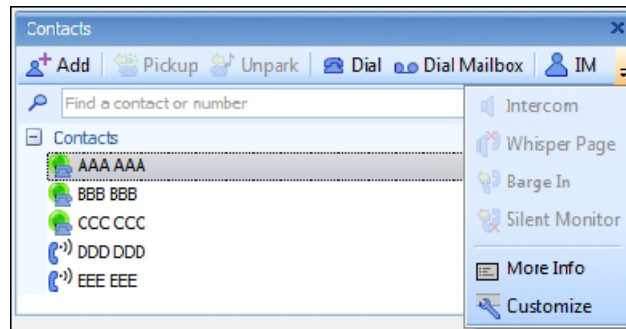 Contacts
Add Pickup Unpark Dial Dial Mailbox IM
Find a contact or number
Intercom
Contacts
Whisper Page
AAA AAA
Barge In
BBB BBB
CCC CCC
Silent Monitor
DDD DDD
More Info
EEE EEE
Customize